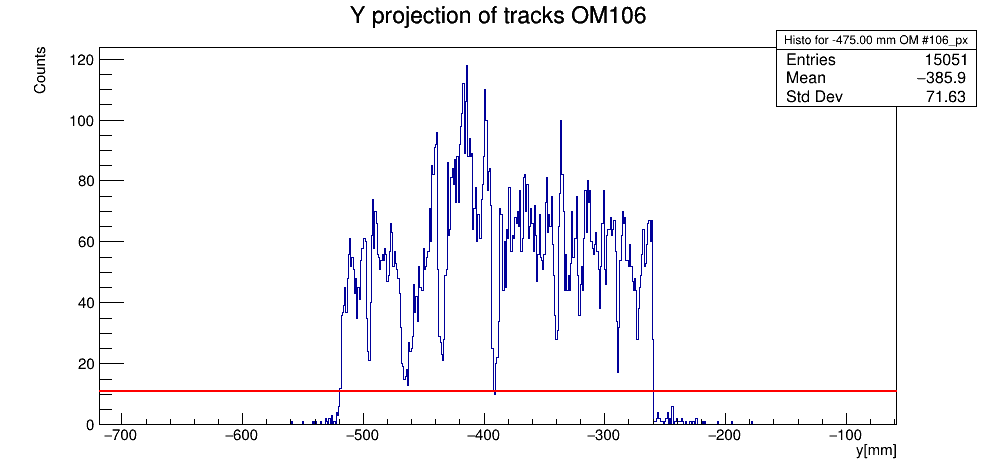 Y projection of tracks OM106
Histo for -475.00 mm OM #106_px
Entries 15051
Mean −385.9
Std Dev 71.63
Counts
120
100
80
60
40
20
0
−700 −600 −500 −400 −300 −200 −100
y[mm]